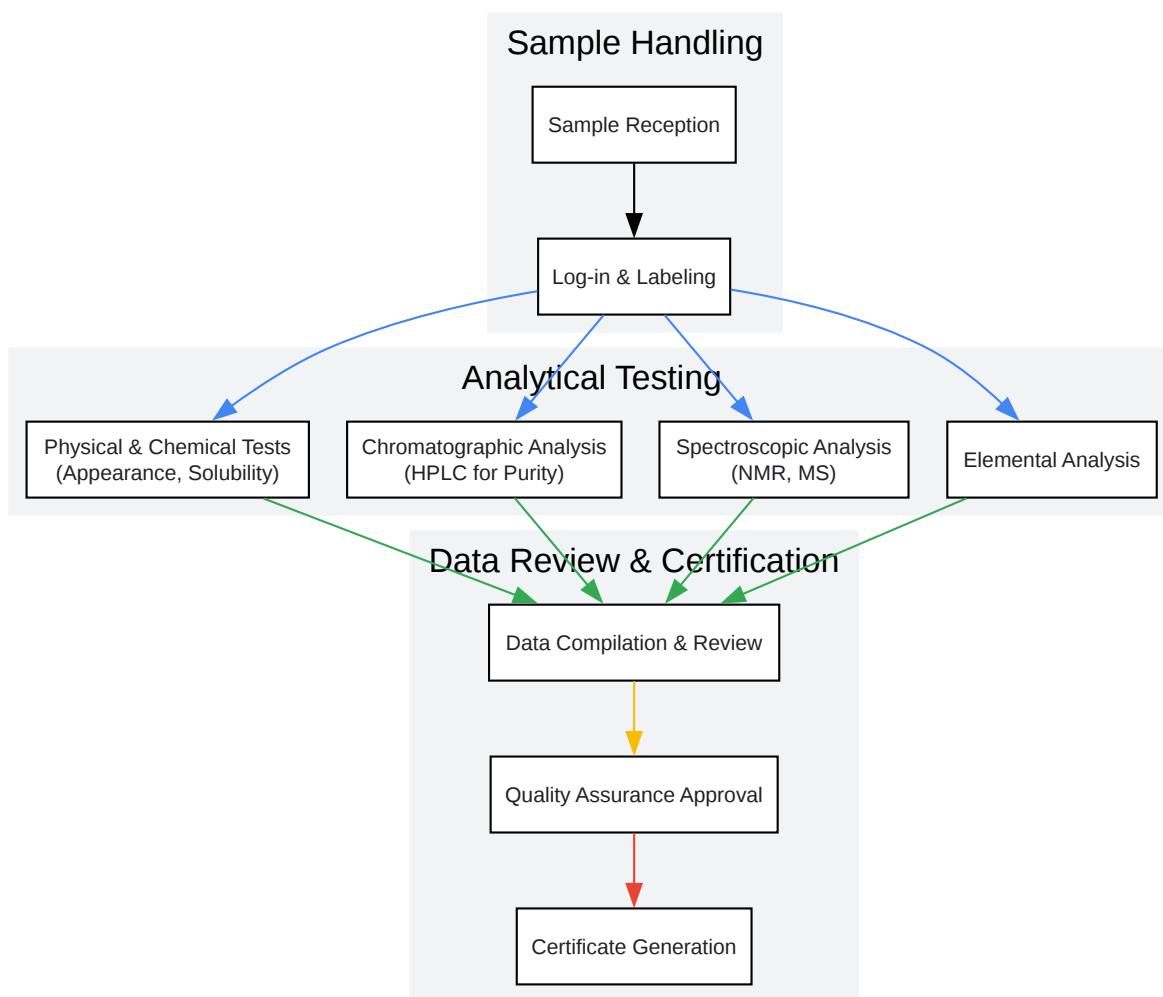 Sample Handling
Sample Reception
Log-in & Labeling
Analytical Testing
Physical & Chemical Tests
(Appearance, Solubility)
Chromatographic Analysis
(HPLC for Purity)
Spectroscopic Analysis
(NMR, MS)
Elemental Analysis
Data Review & Certification
Data Compilation & Review
Quality Assurance Approval
Certificate Generation